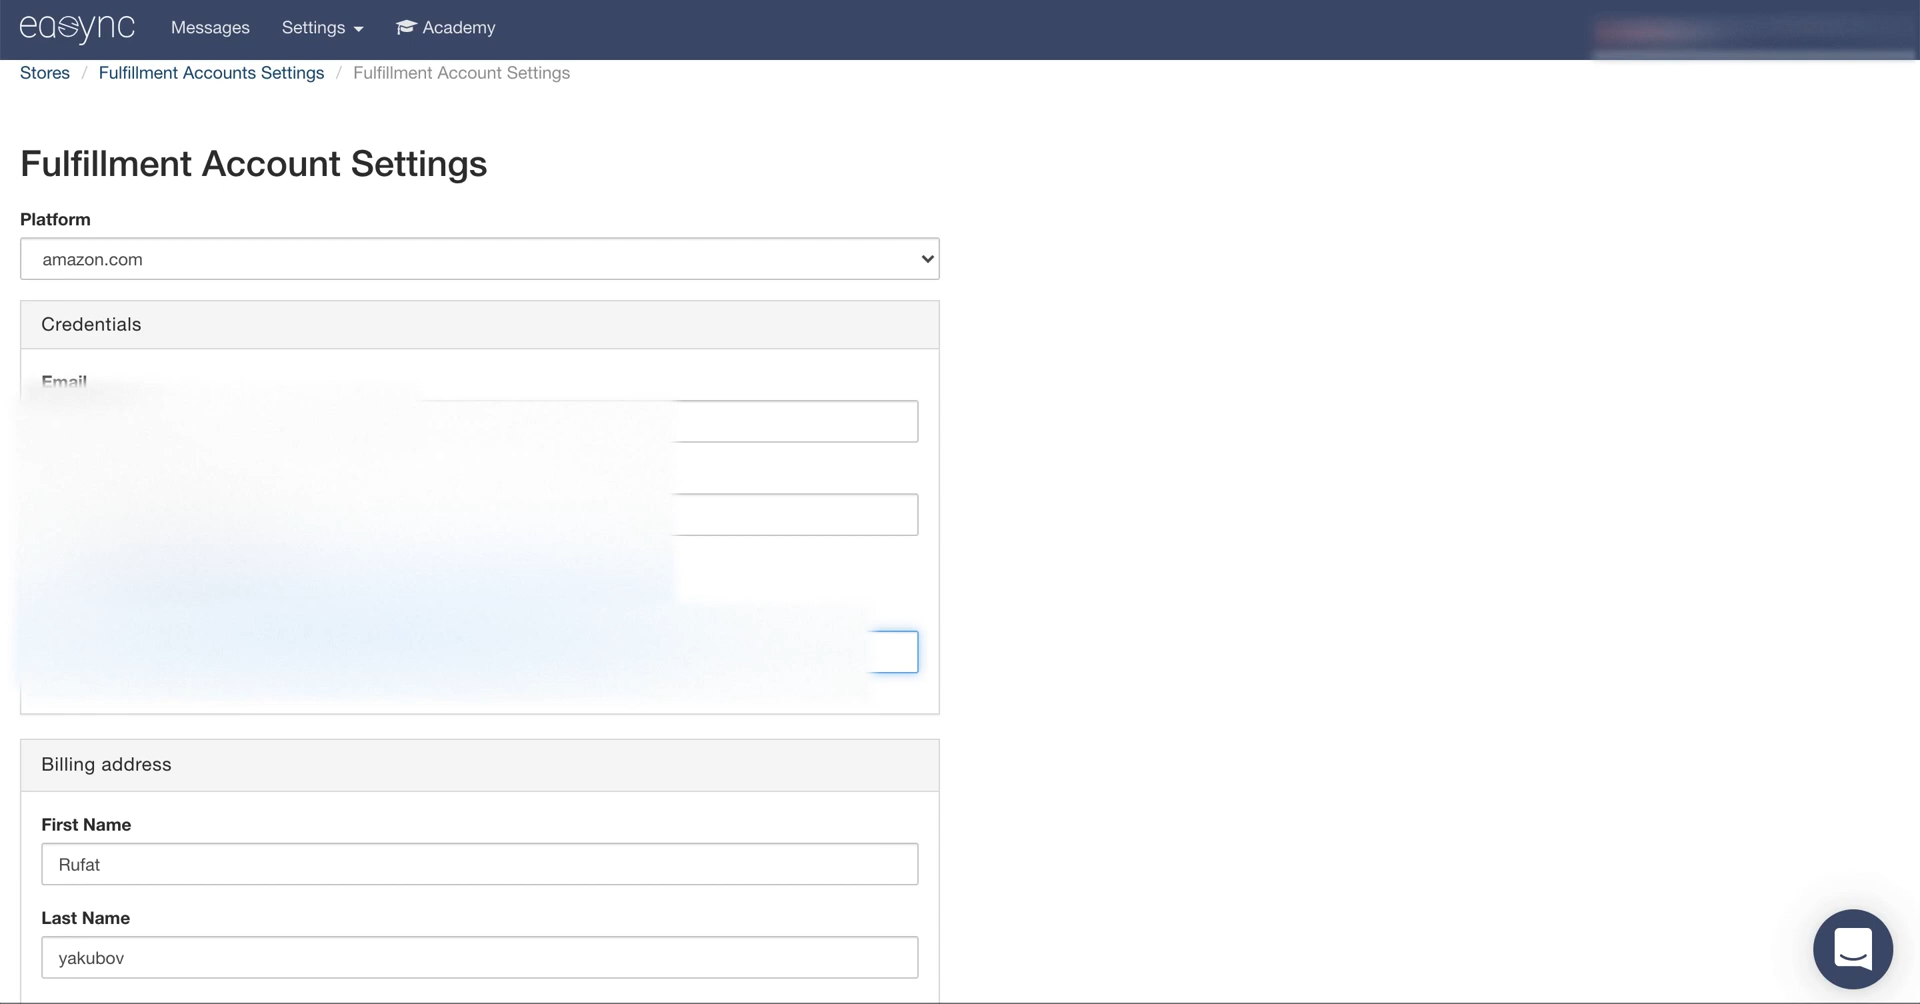 easync Messages Settings Academy
Stores / Fulfillment Accounts Settings / Fulfillment Account Settings
Fulfillment Account Settings
Platform
amazon.com
Credentials
Email
Billing address
First Name
Rufat
Last Name
yakubov